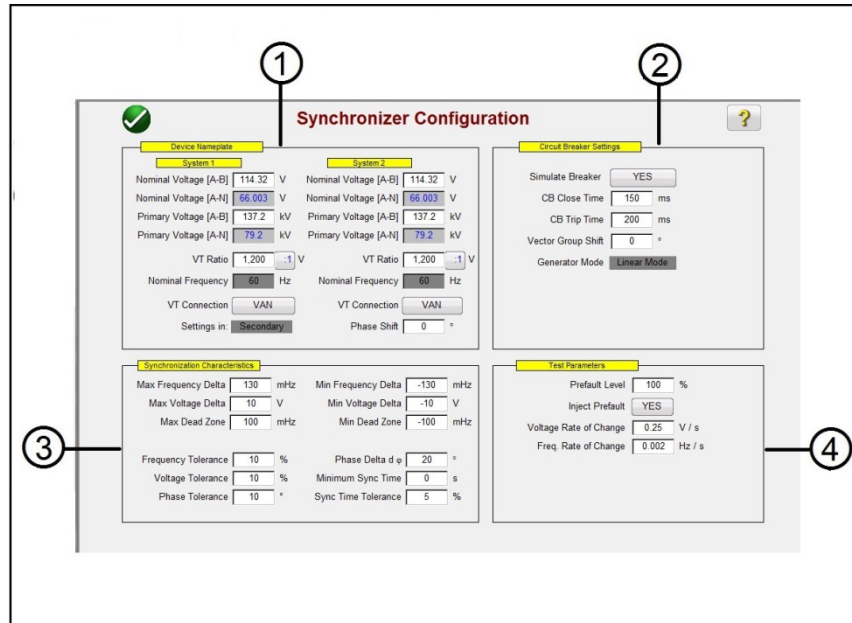 1
2
Synchronizer Configuration
?
Device Nameplate
System 1
System 2
Nominal Voltage [A-B] 114.32 V Nominal Voltage [A-B] 114.32 V
Nominal Voltage [A-N] 66.003 V Nominal Voltage [A-N] 66.003 V
Primary Voltage [A-B] 137.2 kV Primary Voltage [A-B] 137.2 kV
Primary Voltage [A-N] 79.2 kV Primary Voltage [A-N] 79.2 kV
VT Ratio 1,200 :1 V VT Ratio 1,200 :1 V
Nominal Frequency 60 Hz Nominal Frequency 60 Hz
VT Connection VAN VT Connection VAN
Settings in: Secondary Phase Shift 0 °
Circuit Breaker Settings
Simulate Breaker YES
CB Close Time 150 ms
CB Trip Time 200 ms
Vector Group Shift 0 °
Generator Mode Linear Mode
3
Synchronization Characteristics
Max Frequency Delta 130 mHz Min Frequency Delta -130 mHz
Max Voltage Delta 10 V Min Voltage Delta -10 V
Max Dead Zone 100 mHz Min Dead Zone -100 mHz
Frequency Tolerance 10 % Phase Delta d φ 20 °
Voltage Tolerance 10 % Minimum Sync Time 0 s
Phase Tolerance 10 ° Sync Time Tolerance 5 %
Test Parameters
Prefault Level 100 %
Inject Prefault YES
Voltage Rate of Change 0.25 V / s
Freq. Rate of Change 0.002 Hz / s
4